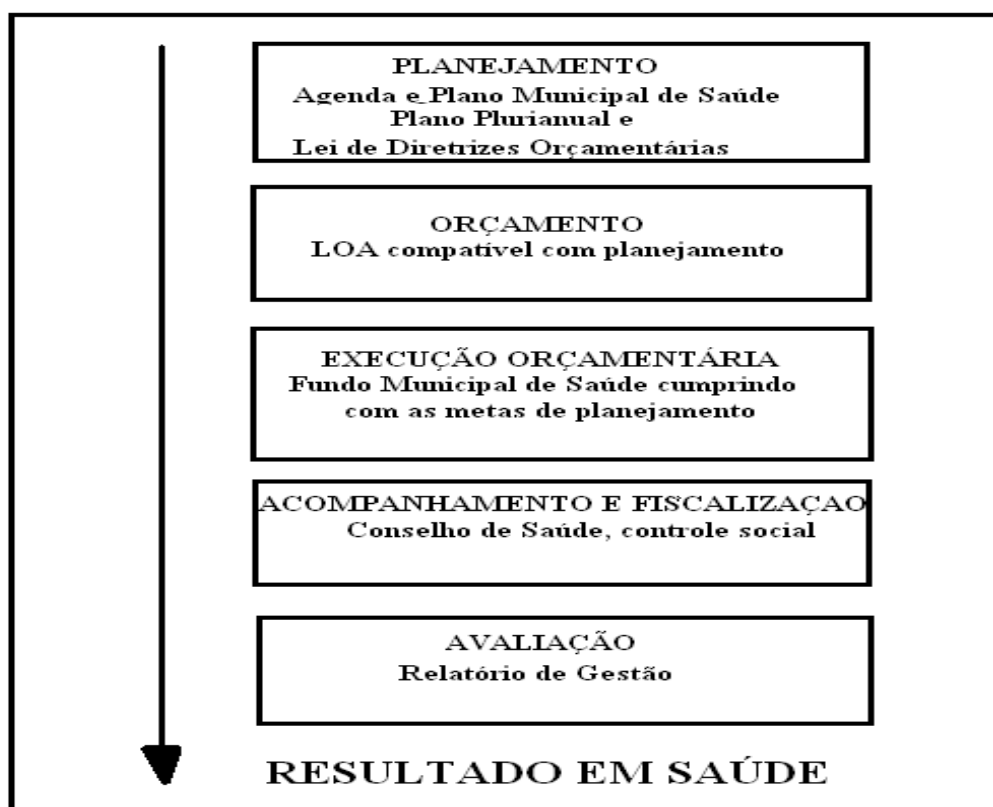 PLANEJAMENTO
Agenda e Plano Municipal de Saúde
Plano Plurianual e
Lei de Diretrizes Orçamentárias
ORÇAMENTO
LOA compatível com planejamento
EXECUÇÃO ORÇAMENTÁRIA
Fundo Municipal de Saúde cumprindo
com as metas de planejamento
ACOMPANHAMENTO E FISCALIZAÇAO
Conselho de Saúde, controle social
AVALIAÇÃO
Relatório de Gestão
RESULTADO EM SAÚDE